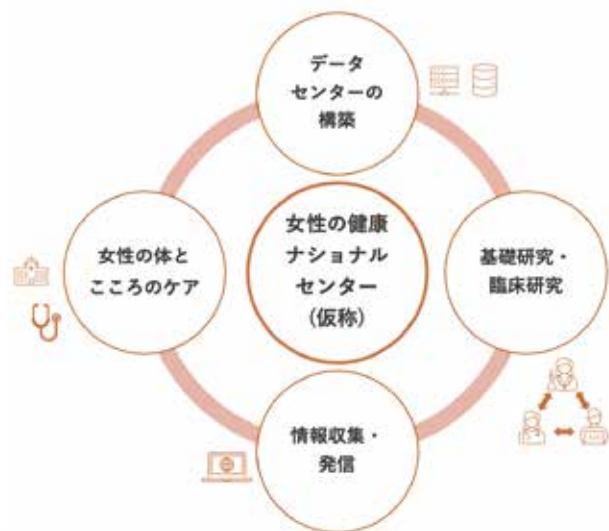 データ
センターの
構築
女性の体と
こころのケア
女性の健康
ナショナル
センター
（仮称）
基礎研究・
臨床研究
情報収集・
発信